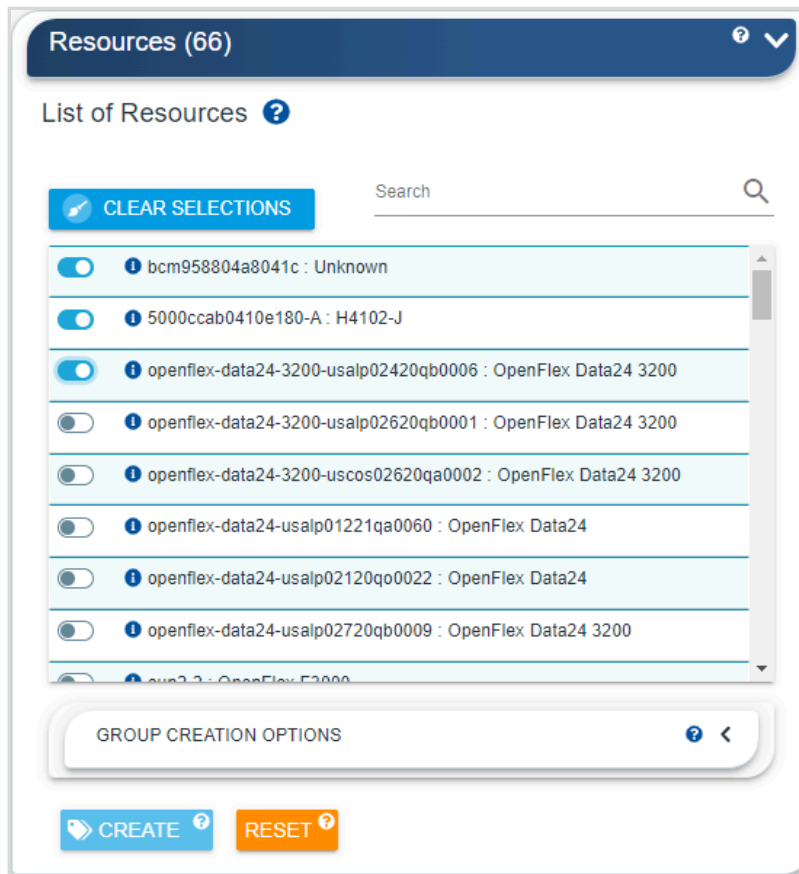 Resources (66)
List of Resources
CLEAR SELECTIONS
Search
bcm958804a8041c : Unknown
5000ccab0410e180-A : H4102-J
openflex-data24-3200-usalp02420qb0006 : OpenFlex Data24 3200
openflex-data24-3200-usalp02620qb0001 : OpenFlex Data24 3200
openflex-data24-3200-uscos02620qa0002 : OpenFlex Data24 3200
openflex-data24-usalp01221qa0060 : OpenFlex Data24
openflex-data24-usalp02120qo0022 : OpenFlex Data24
openflex-data24-usalp02720qb0009 : OpenFlex Data24 3200
: OpenFlex F3000
GROUP CREATION OPTIONS
CREATE
RESET